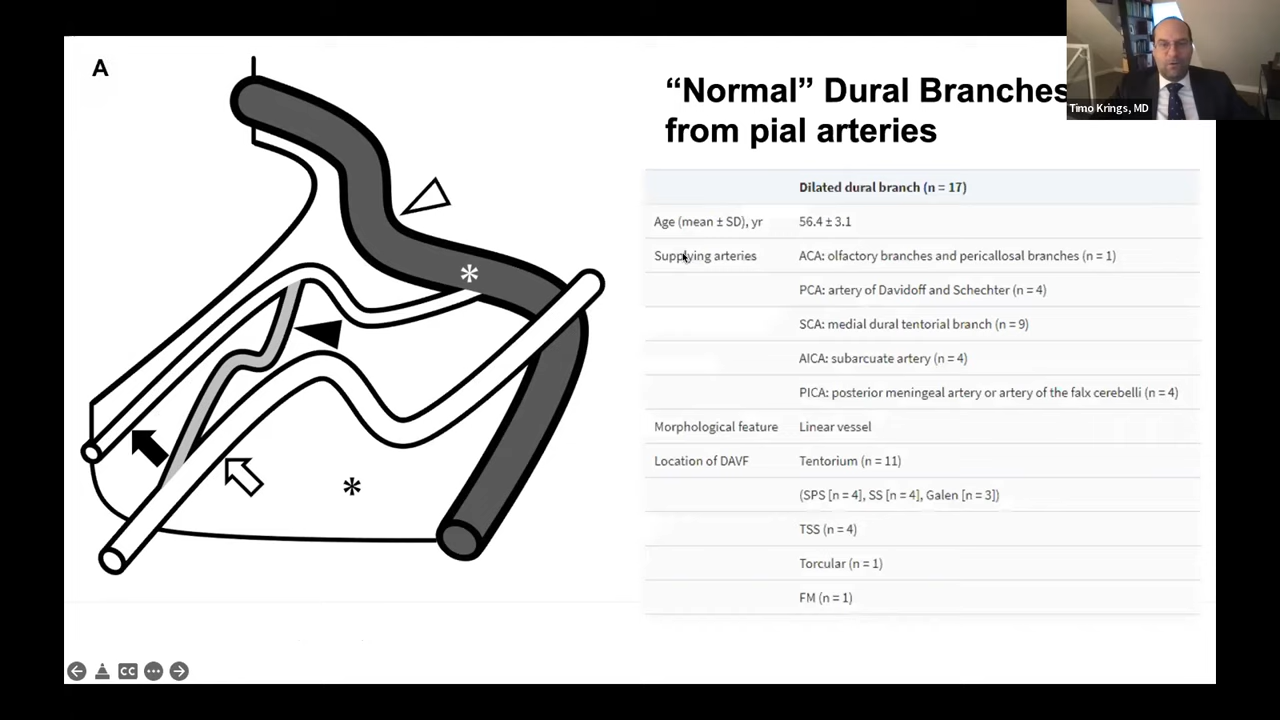 A
"Normal" Dural Branches
from pial arteries
Timo Krings, MD
Dilated dural branch (n = 17)
Age (mean ± SD), yr 56.4 ± 3.1
Supplying arteries ACA: olfactory branches and pericallosal branches (n = 1)
PCA: artery of Davidoff and Schechter (n = 4)
SCA: medial dural tentorial branch (n = 9)
AICA: subarcuate artery (n = 4)
PICA: posterior meningeal artery or artery of the falx cerebelli (n = 4)
Morphological feature Linear vessel
Location of DAVF Tentorium (n = 11)
(SPS [n = 4], SS [n = 4], Galen [n = 3])
TSS (n = 4)
Torcular (n = 1)
FM (n = 1)
*
*
CC